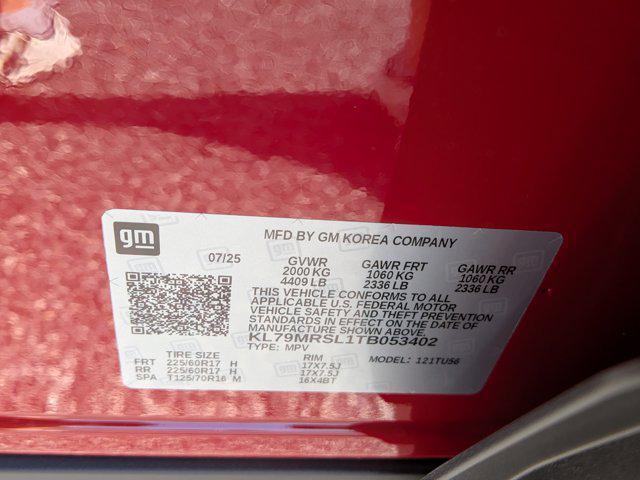 gm
MFD BY GM KOREA COMPANY
07/25
GVWR GAWR FRT GAWR RR
2000 KG 1060 KG 1060 KG
4409 LB 2336 LB 2336 LB
THIS VEHICLE CONFORMS TO ALL
APPLICABLE U.S. FEDERAL MOTOR
VEHICLE SAFETY AND THEFT PREVENTION
STANDARDS IN EFFECT ON THE DATE OF
MANUFACTURE SHOWN ABOVE.
KL79MRSL1TB053402
TYPE: MPV MODEL: 121TU56
TIRE SIZE RIM
FRT 225/60R17 H 17X7.5J
RR 225/60R17 H 17X7.5J
SPA T125/70R16 M 16X4BT